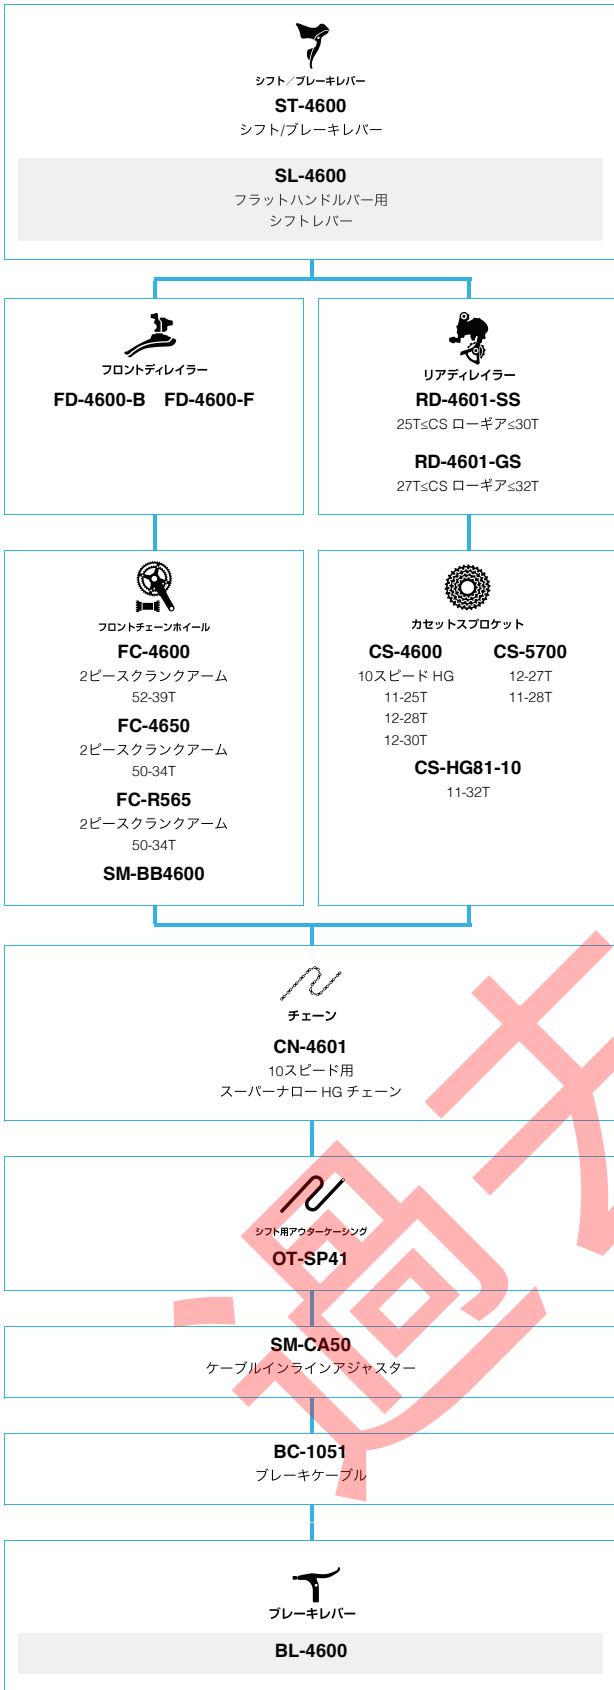 シフト／ブレーキレバー
ST-4600
シフト/ブレーキレバー
SL-4600
フラットハンドルバー用
シフトレバー
フロントディレイラー
FD-4600-B FD-4600-F
リアディレイラー
RD-4601-SS
25T≤CS ローギア≤30T
RD-4601-GS
27T≤CS ローギア≤32T
フロントチェーンホイール
FC-4600
2ピースクランクアーム
52-39T
FC-4650
2ピースクランクアーム
50-34T
FC-R565
2ピースクランクアーム
50-34T
SM-BB4600
カセットスプロケット
CS-4600
10スピード HG
11-25T
12-28T
12-30T
CS-5700
12-27T
11-28T
CS-HG81-10
11-32T
チェーン
CN-4601
10スピード用
スーパーナロー HG チェーン
シフト用アウターケーシング
OT-SP41
SM-CA50
ケーブルインラインアジャスター
BC-1051
ブレーキケーブル
ブレーキレバー
BL-4600
過